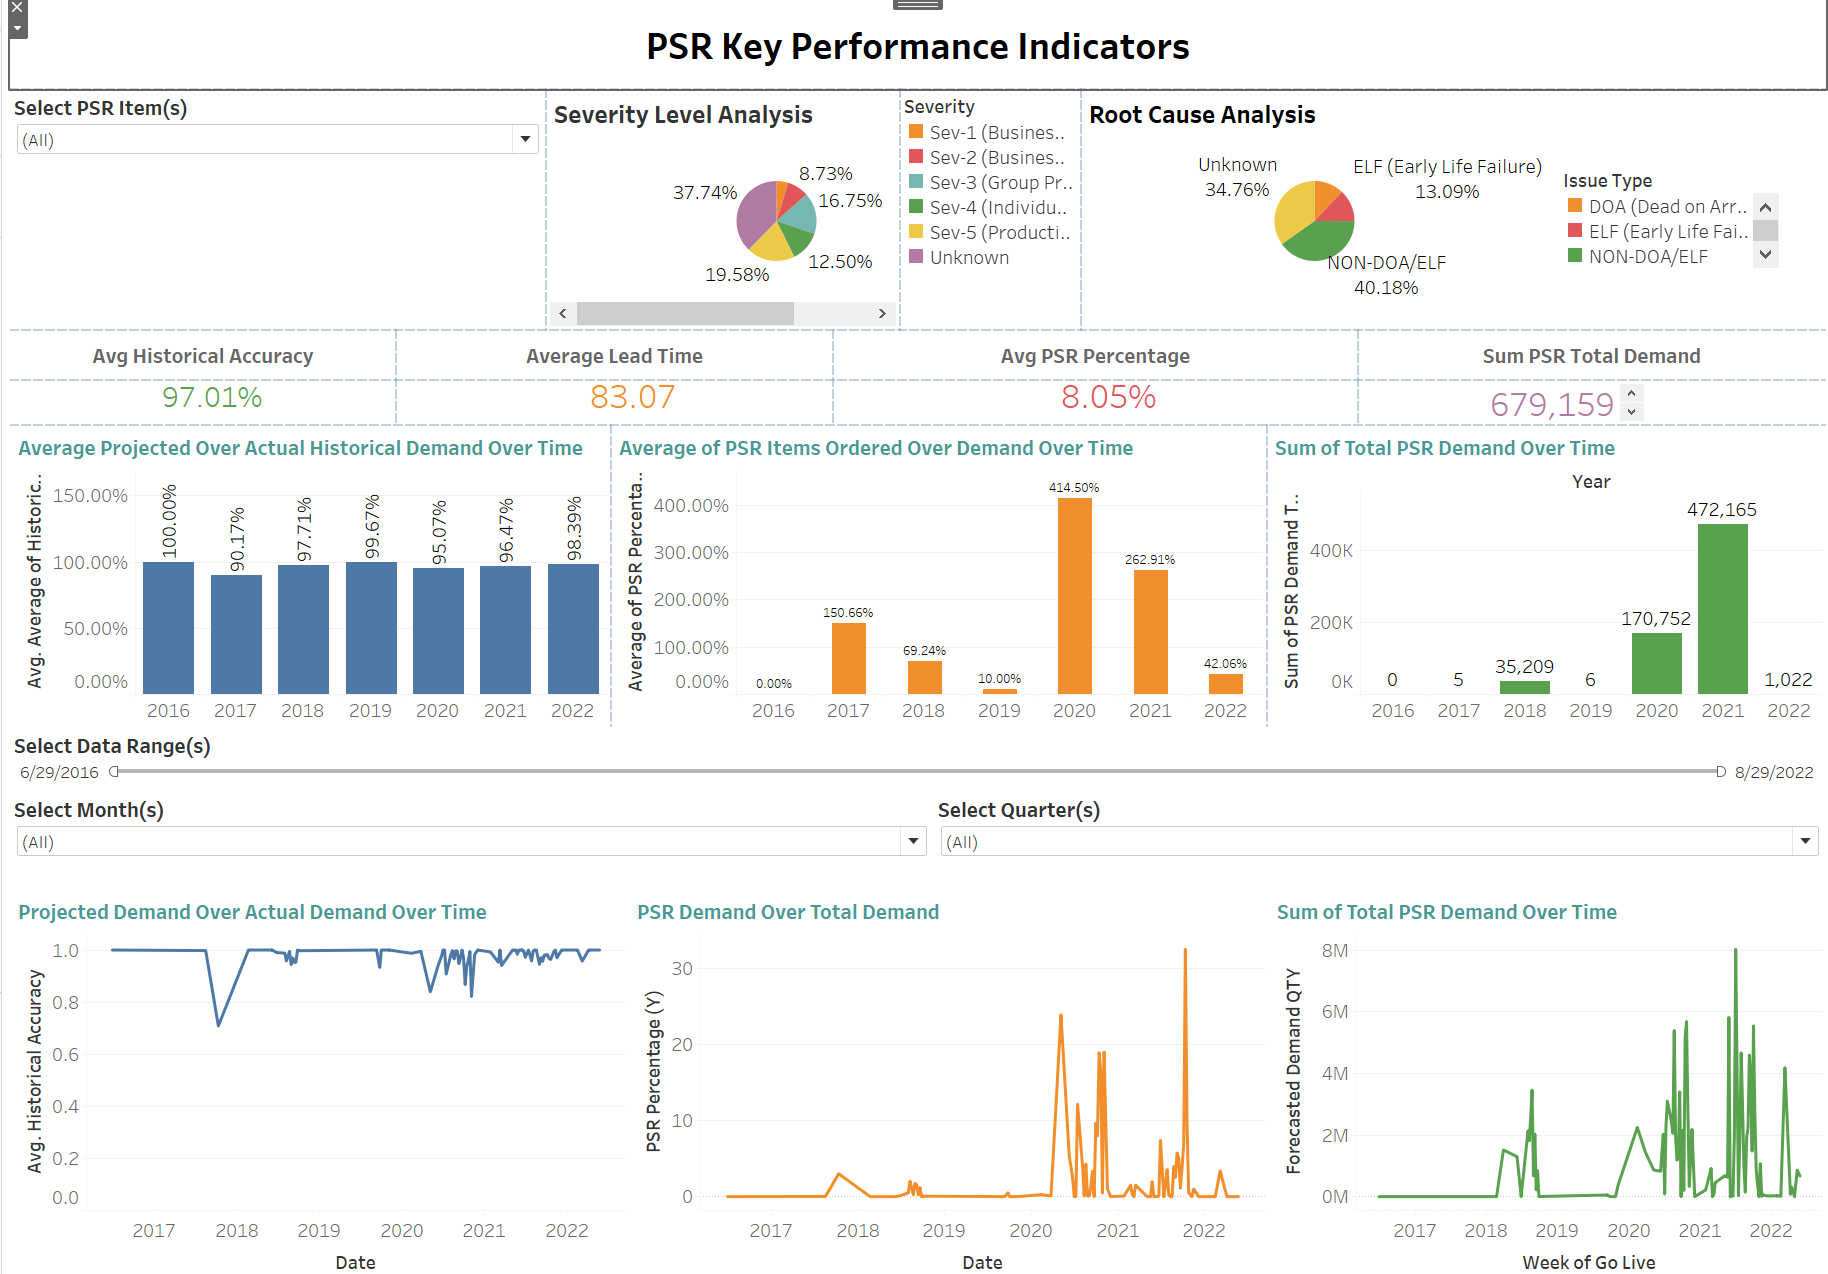 PSR Key Performance Indicators
Select PSR Item(s)
(All)
Severity Level Analysis
8.73%
37.74%
16.75%
12.50%
19.58%
Severity
Sev-1 (Busines..
Sev-2 (Busines..
Sev-3 (Group Pr..
Sev-4 (Individu..
Sev-5 (Producti..
Unknown
Root Cause Analysis
Unknown
34.76%
ELF (Early Life Failure)
13.09%
NON-DOA/ELF
40.18%
Issue Type
DOA (Dead on Arr..
ELF (Early Life Fai..
NON-DOA/ELF
Avg Historical Accuracy
97.01%
Average Lead Time
83.07
Avg PSR Percentage
8.05%
Sum PSR Total Demand
679,159
Average Projected Over Actual Historical Demand Over Time
Avg. Average of Historic..
150.00%
100.00%
50.00%
0.00%
100.00%
90.17%
97.71%
99.67%
95.07%
96.47%
98.39%
2016 2017 2018 2019 2020 2021 2022
Average of PSR Items Ordered Over Demand Over Time
Average of PSR Percenta..
400.00%
300.00%
200.00%
100.00%
0.00%
0.00%
150.66%
69.24%
10.00%
414.50%
262.91%
42.06%
2016 2017 2018 2019 2020 2021 2022
Sum of Total PSR Demand Over Time
Year
Sum of PSR Demand T..
400K
200K
0K
0
5
35,209
6
170,752
472,165
1,022
2016 2017 2018 2019 2020 2021 2022
Select Data Range(s)
6/29/2016
8/29/2022
Select Month(s)
(All)
Select Quarter(s)
(All)
Projected Demand Over Actual Demand Over Time
Avg. Historical Accuracy
1.0
0.8
0.6
0.4
0.2
0.0
2017 2018 2019 2020 2021 2022
Date
PSR Demand Over Total Demand
PSR Percentage (Y)
30
20
10
0
2017 2018 2019 2020 2021 2022
Date
Sum of Total PSR Demand Over Time
Forecasted Demand QTY
8M
6M
4M
2M
0M
2017 2018 2019 2020 2021 2022
Week of Go Live